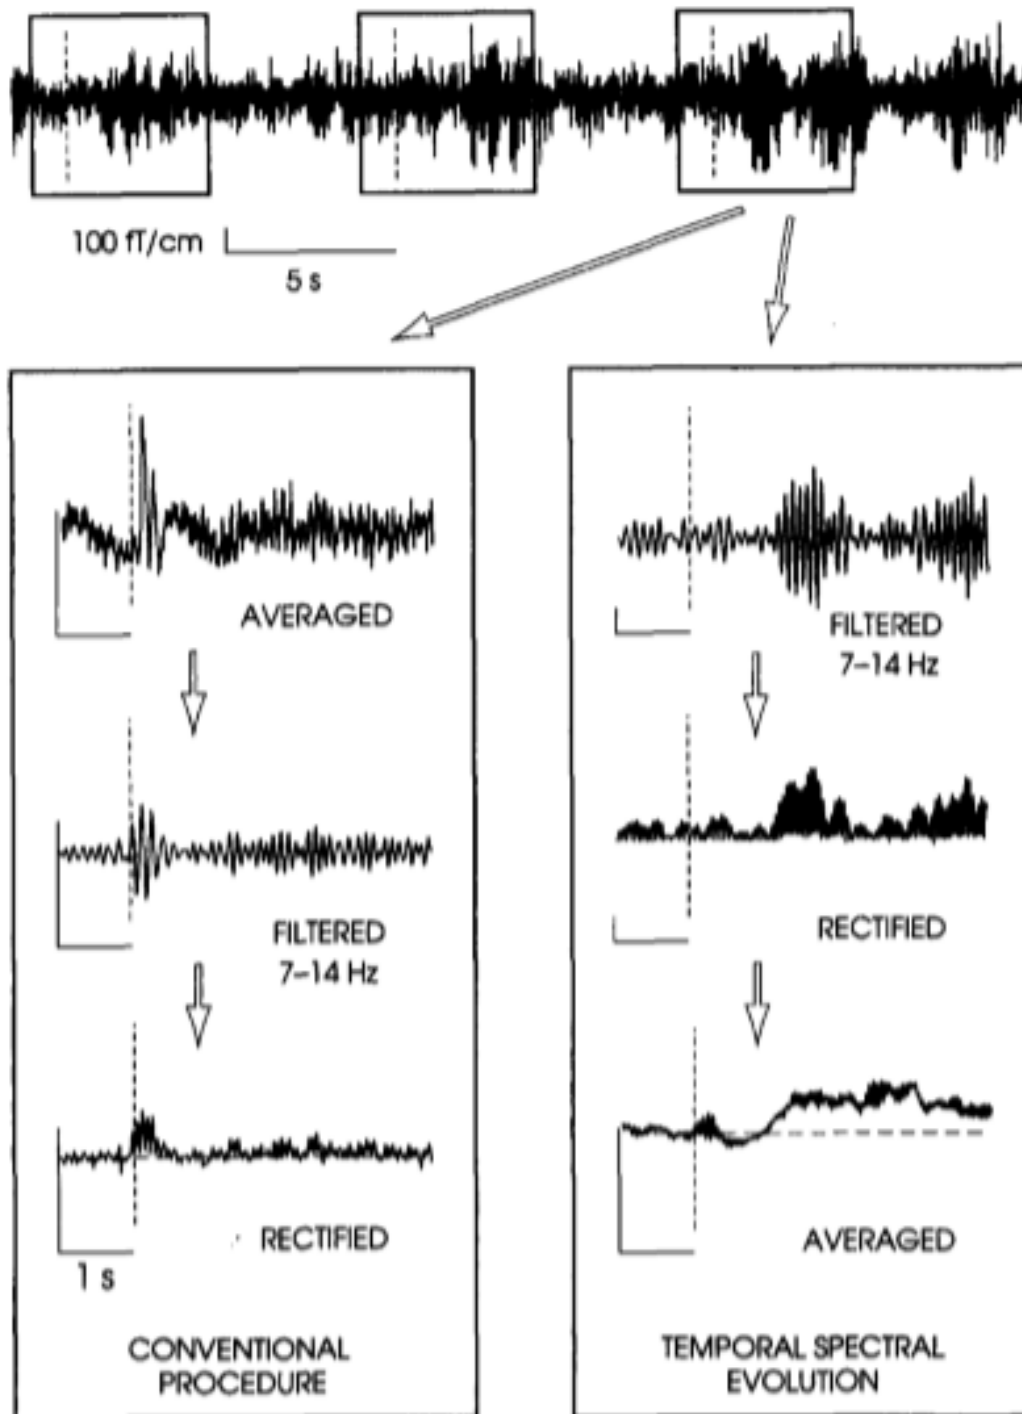 100 fT/cm
5 s
AVERAGED
FILTERED
7–14 Hz
RECTIFIED
1 s
CONVENTIONAL
PROCEDURE
FILTERED
7–14 Hz
RECTIFIED
AVERAGED
TEMPORAL SPECTRAL
EVOLUTION